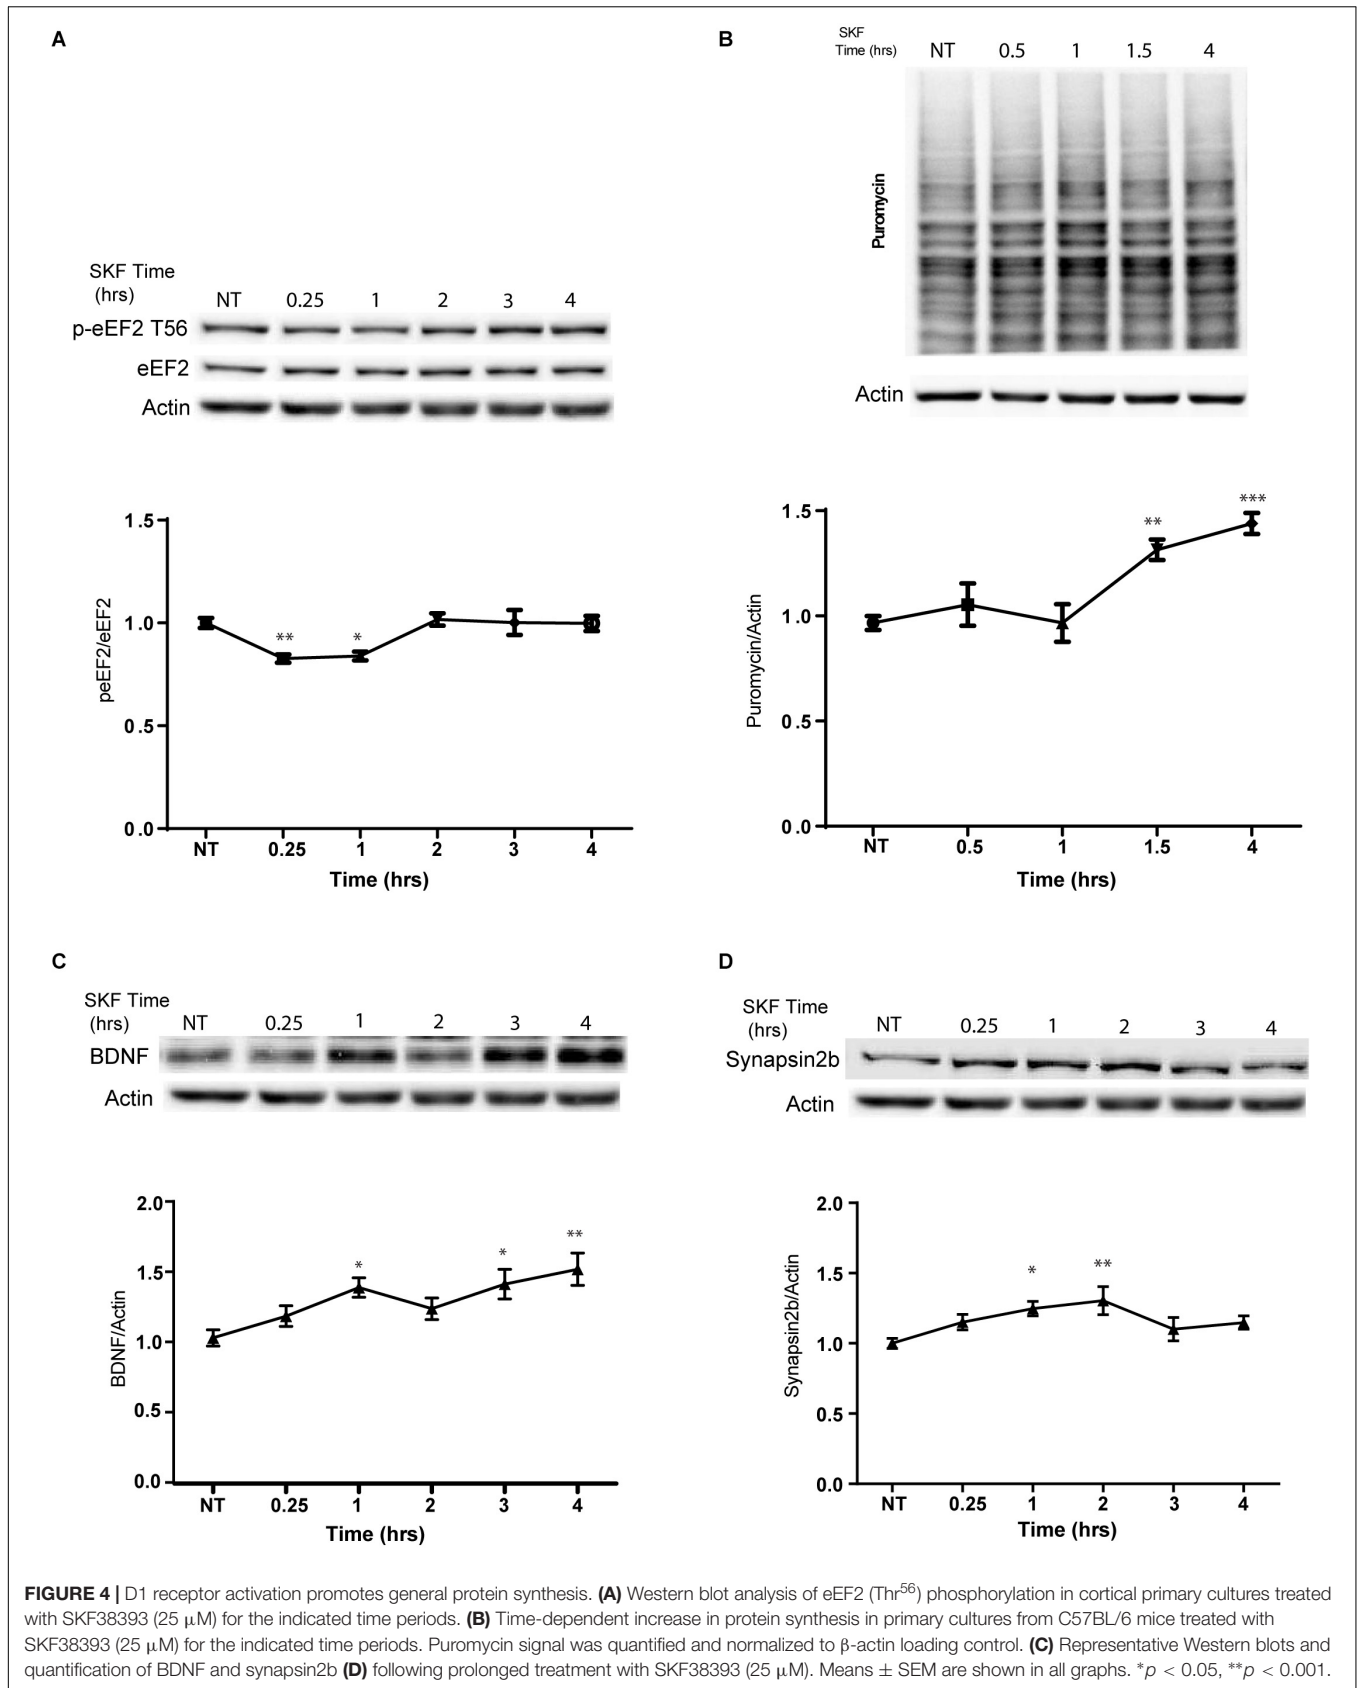 A
SKF Time
(hrs)
NT 0.25 1 2 3 4
p-eEF2 T56
eEF2
Actin
1.5
1.0
0.5
0.0
peEF2/eEF2
** *
NT 0.25 1 2 3 4
Time (hrs)
B
SKF
Time (hrs) NT 0.5 1 1.5 4
Puromycin
Actin
1.5
1.0
0.5
0.0
Puromycin/Actin
** ***
NT 0.5 1 1.5 4
Time (hrs)
C
SKF Time
(hrs) NT 0.25 1 2 3 4
BDNF
Actin
2.0
1.5
1.0
0.5
0.0
BDNF/Actin
* * **
NT 0.25 1 2 3 4
Time (hrs)
D
SKF Time
(hrs) NT 0.25 1 2 3 4
Synapsin2b
Actin
2.0
1.5
1.0
0.5
0.0
Synapsin2b/Actin
* **
NT 0.25 1 2 3 4
Time (hrs)
FIGURE 4 | D1 receptor activation promotes general protein synthesis. (A) Western blot analysis of eEF2 (Thr⁵⁶) phosphorylation in cortical primary cultures treated
with SKF38393 (25 μM) for the indicated time periods. (B) Time-dependent increase in protein synthesis in primary cultures from C57BL/6 mice treated with
SKF38393 (25 μM) for the indicated time periods. Puromycin signal was quantified and normalized to β-actin loading control. (C) Representative Western blots and
quantification of BDNF and synapsin2b (D) following prolonged treatment with SKF38393 (25 μM). Means ± SEM are shown in all graphs. *p < 0.05, **p < 0.001.